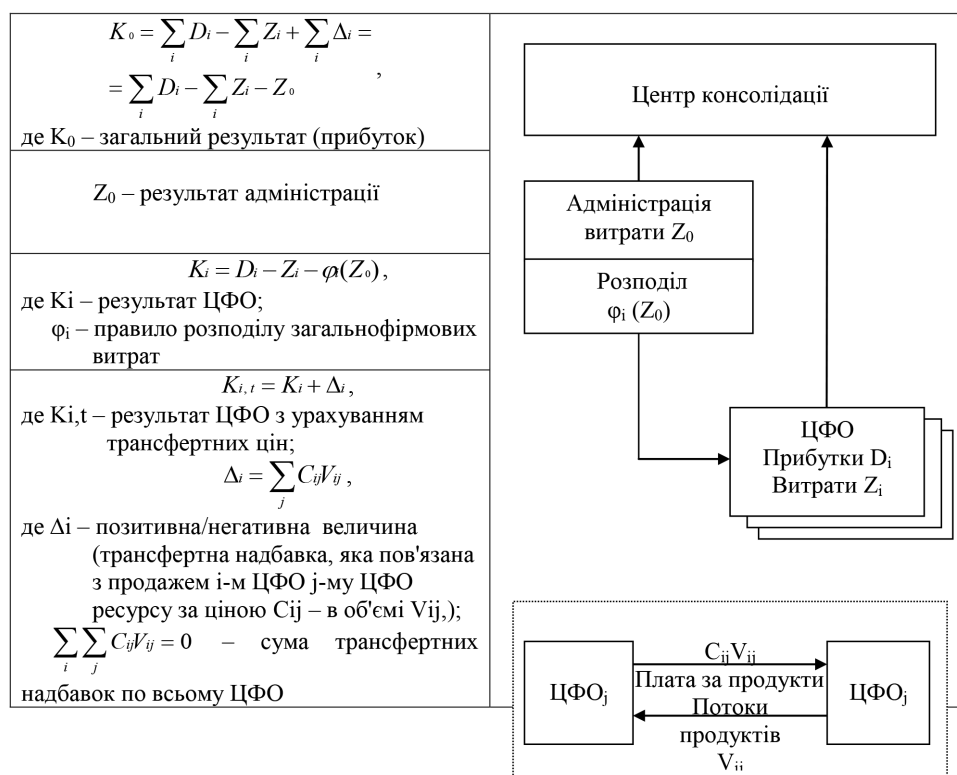 K₀ = ∑ᵢ Dᵢ − ∑ᵢ Zᵢ + ∑ᵢ Δᵢ =
= ∑ᵢ Dᵢ − ∑ᵢ Zᵢ − Z₀ ,
де K₀ – загальний результат (прибуток)
Z₀ – результат адміністрації
Kᵢ = Dᵢ − Zᵢ − φᵢ(Z₀),
де Ki – результат ЦФО;
φᵢ – правило розподілу загальнофірмових
витрат
Kᵢ,ₜ = Kᵢ + Δᵢ,
де Ki,t – результат ЦФО з урахуванням
трансфертних цін;
Δᵢ = ∑ⱼ CᵢⱼVᵢⱼ,
де Δi – позитивна/негативна величина
(трансфертна надбавка, яка пов'язана
з продажем і-м ЦФО j-му ЦФО
ресурсу за ціною Cij – в об'ємі Vij,);
∑ᵢ ∑ⱼ CᵢⱼVᵢⱼ = 0 – сума трансфертних
надбавок по всьому ЦФО
Центр консолідації
Адміністрація
витрати Z₀
Розподіл
φᵢ (Z₀)
ЦФО
Прибутки Dᵢ
Витрати Zᵢ
ЦФОⱼ
CᵢⱼVᵢⱼ
Плата за продукти
Потоки
продуктів
Vᵢⱼ
ЦФОⱼ